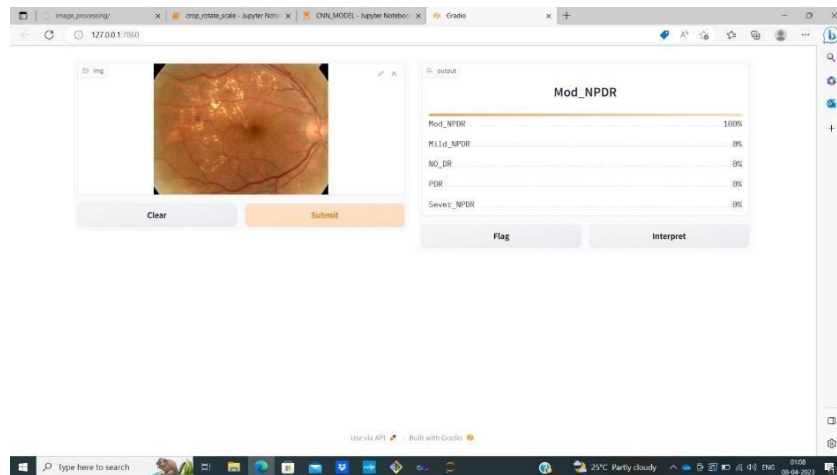 image_processing/
crop_rotate_scale - Jupyter Note
CNN_MODEL - Jupyter Notebook
Gradio
127.0.0.1:7860
img
output
Mod_NPDR
Mod_NPDR 100%
Mild_NPDR 0%
NO_DR 0%
PDR 0%
Sever_NPDR 0%
Clear
Submit
Flag
Interpret
Use via API
Built with Gradio
Type here to search
25°C Partly cloudy
ENG
01:08
08-04-2023